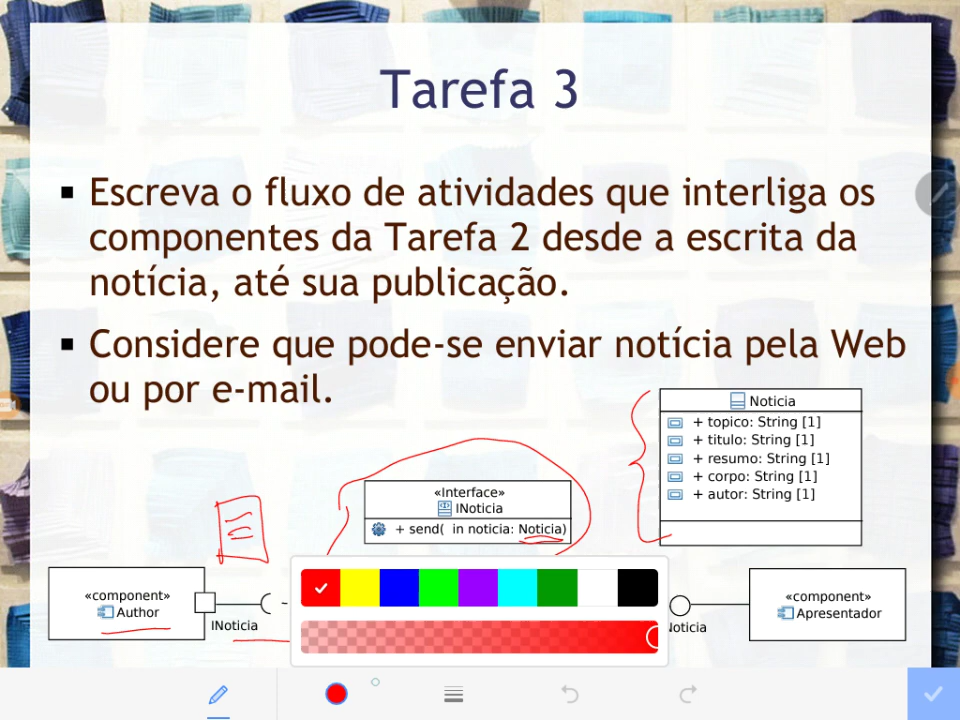 Tarefa 3
Escreva o fluxo de atividades que interliga os
componentes da Tarefa 2 desde a escrita da
notícia, até sua publicação.
Considere que pode-se enviar notícia pela Web
ou por e-mail.
Noticia
+ topico: String [1]
+ titulo: String [1]
+ resumo: String [1]
+ corpo: String [1]
+ autor: String [1]
«Interface»
INoticia
+ send( in noticia: Noticia)
«component»
Author
INoticia
Noticia
«component»
Apresentador